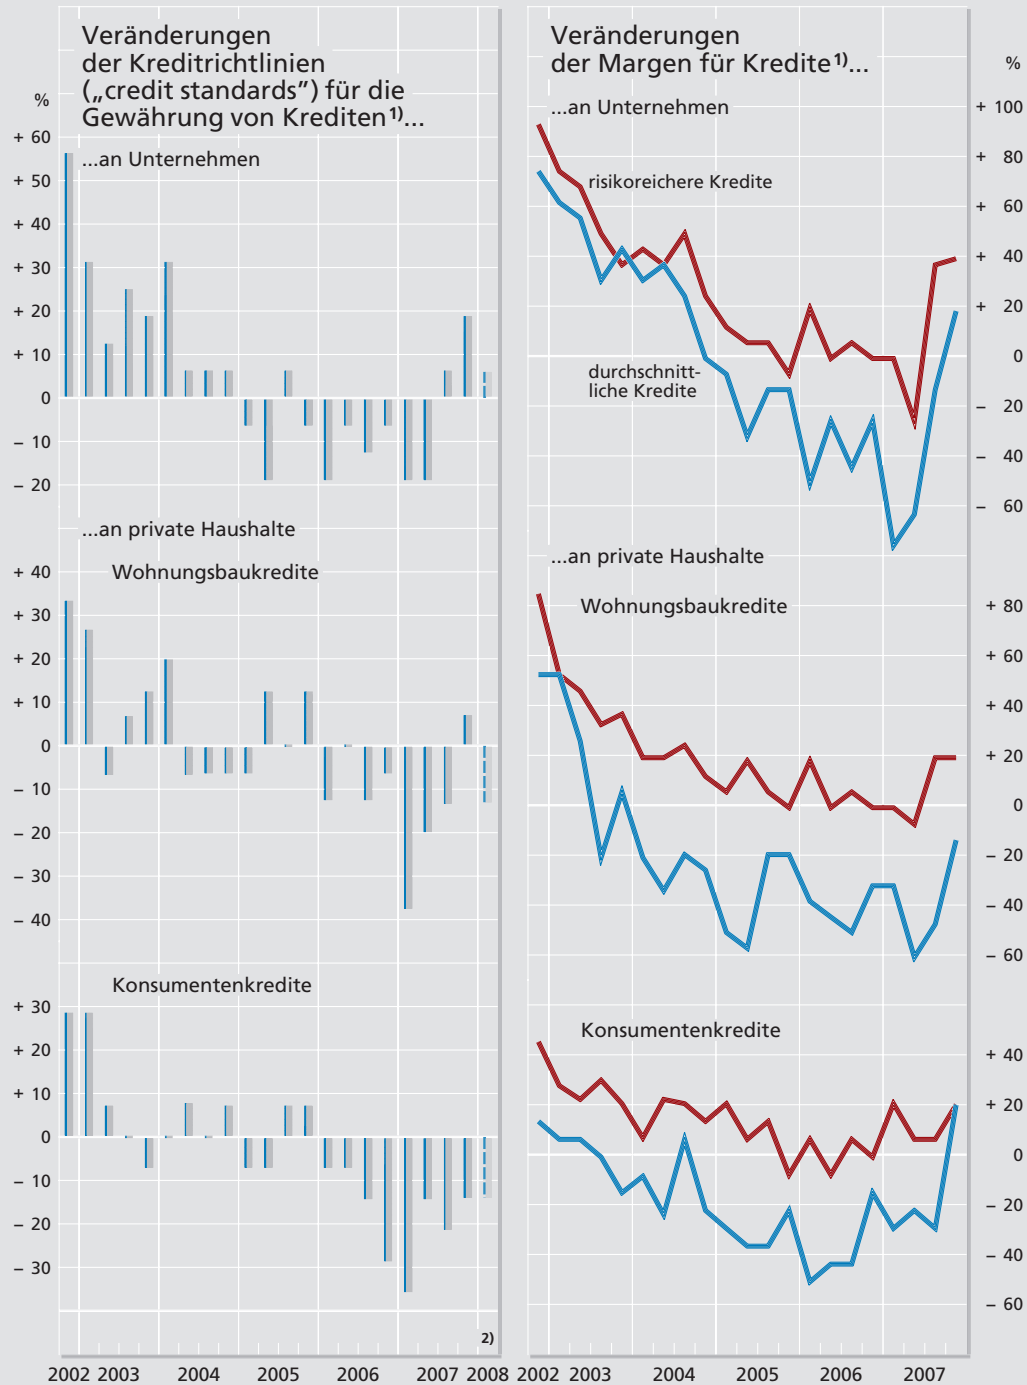 Veränderungen
der Kreditrichtlinien
(„credit standards”) für die
Gewährung von Krediten¹⁾...
%
...an Unternehmen
+ 60
+ 50
+ 40
+ 30
+ 20
+ 10
0
– 10
– 20
...an private Haushalte
Wohnungsbaukredite
+ 40
+ 30
+ 20
+ 10
0
– 10
– 20
– 30
– 40
Konsumentenkredite
+ 30
+ 20
+ 10
0
– 10
– 20
– 30
2)
2002 2003 2004 2005 2006 2007 2008
Veränderungen
der Margen für Kredite¹⁾...
%
...an Unternehmen
risikoreichere Kredite
durchschnitt-
liche Kredite
+ 100
+ 80
+ 60
+ 40
+ 20
0
– 20
– 40
– 60
...an private Haushalte
Wohnungsbaukredite
+ 80
+ 60
+ 40
+ 20
0
– 20
– 40
– 60
Konsumentenkredite
+ 40
+ 20
0
– 20
– 40
– 60
2002 2003 2004 2005 2006 2007